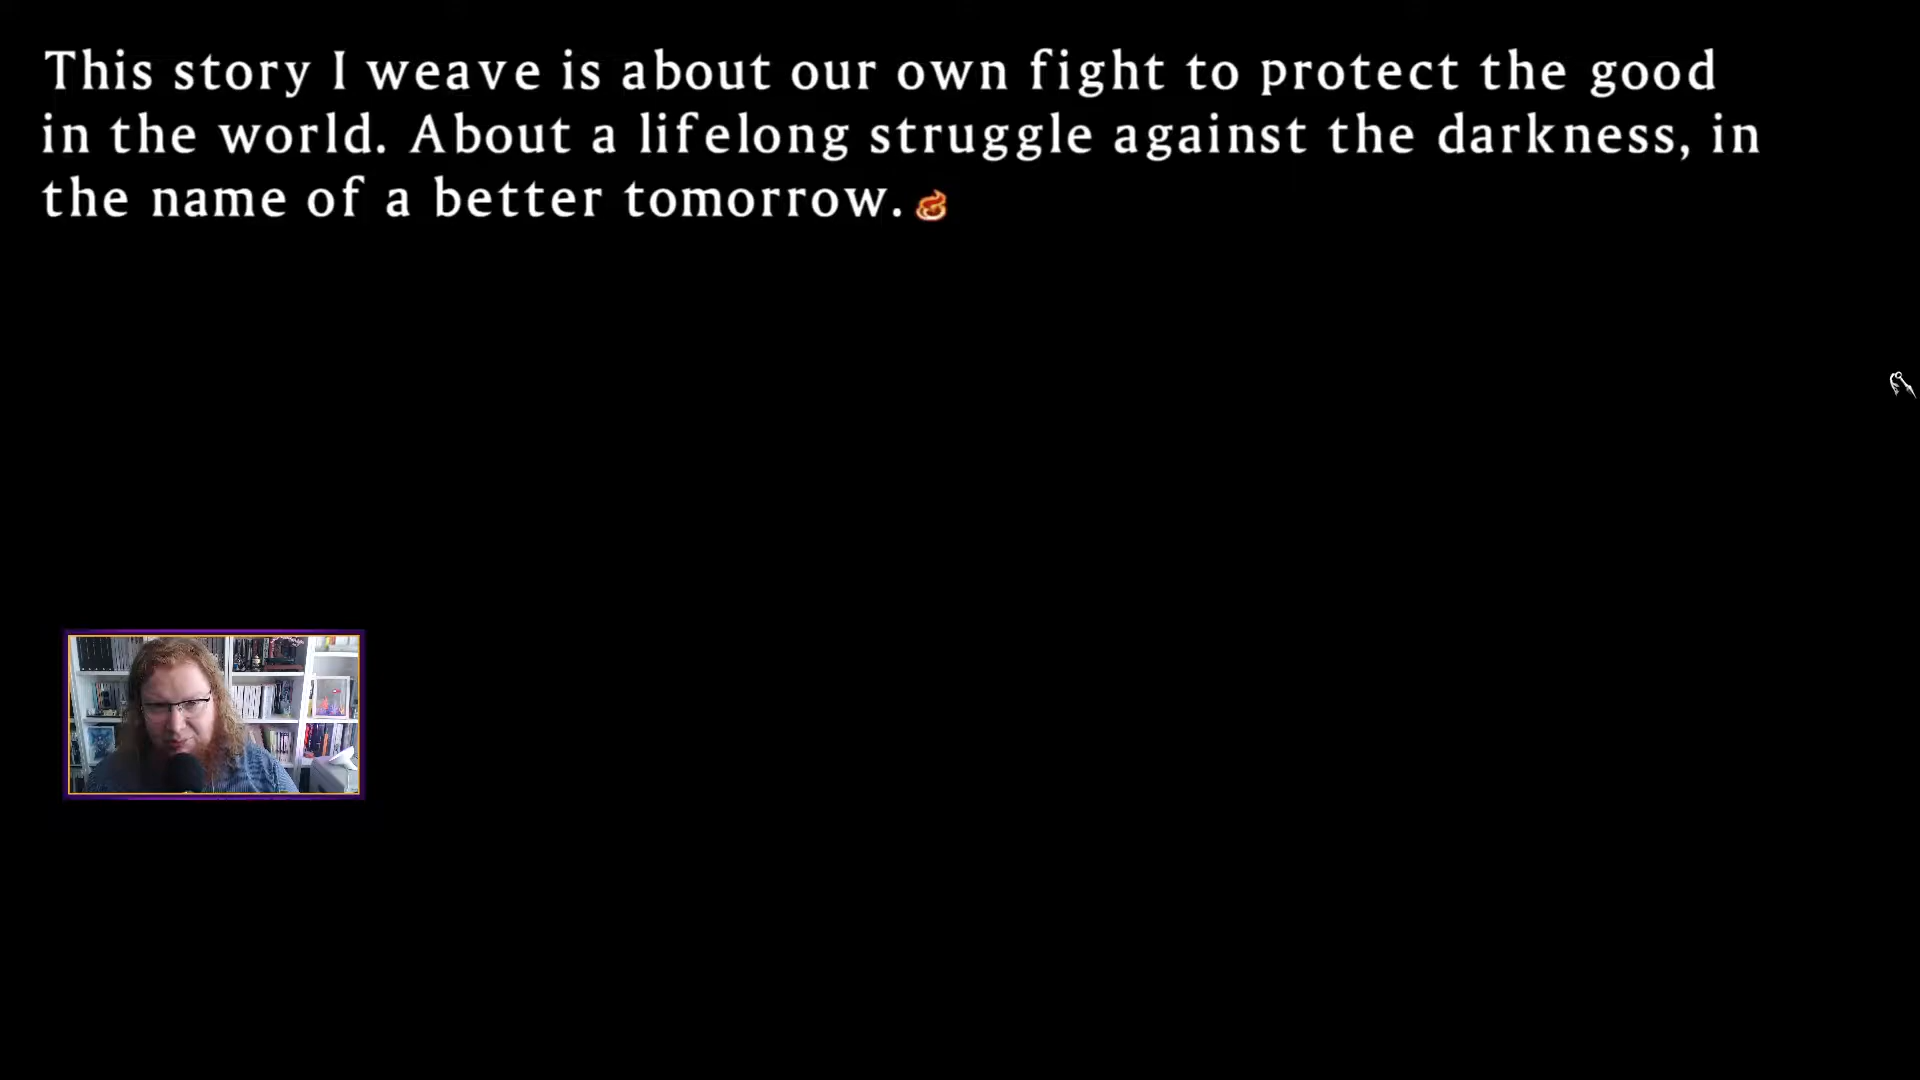 This story I weave is about our own fight to protect the good
in the world. About a lifelong struggle against the darkness, in
the name of a better tomorrow.